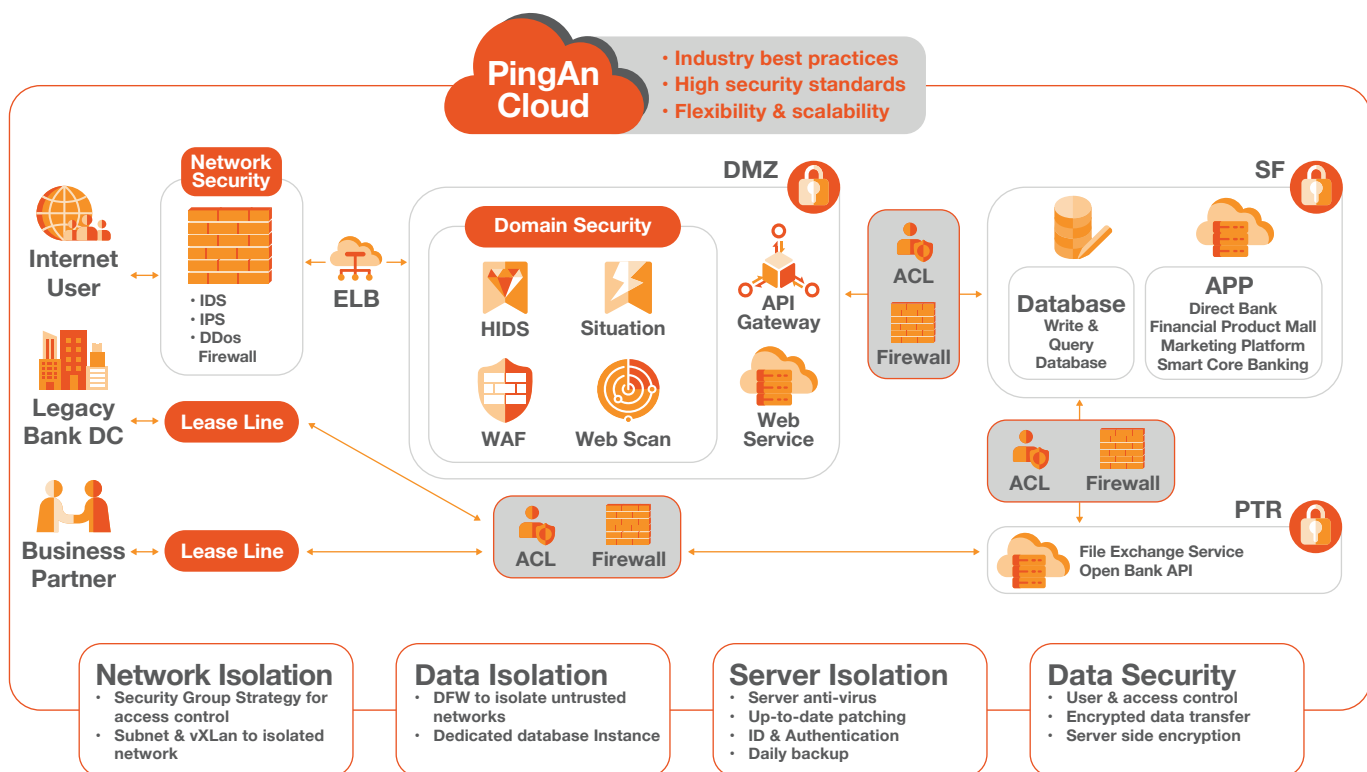 PingAn
Cloud
• Industry best practices
• High security standards
• Flexibility & scalability
Network
Security
• IDS
• IPS
• DDos
Firewall
Internet
User
ELB
DMZ
Domain Security
HIDS
Situation
WAF
Web Scan
API
Gateway
Web
Service
ACL
Firewall
SF
Database
Write &
Query
Database
APP
Direct Bank
Financial Product Mall
Marketing Platform
Smart Core Banking
Legacy
Bank DC
Lease Line
ACL
Firewall
Business
Partner
Lease Line
ACL
Firewall
PTR
File Exchange Service
Open Bank API
Network Isolation
• Security Group Strategy for
access control
• Subnet & vXLan to isolated
network
Data Isolation
• DFW to isolate untrusted
networks
• Dedicated database Instance
Server Isolation
• Server anti-virus
• Up-to-date patching
• ID & Authentication
• Daily backup
Data Security
• User & access control
• Encrypted data transfer
• Server side encryption